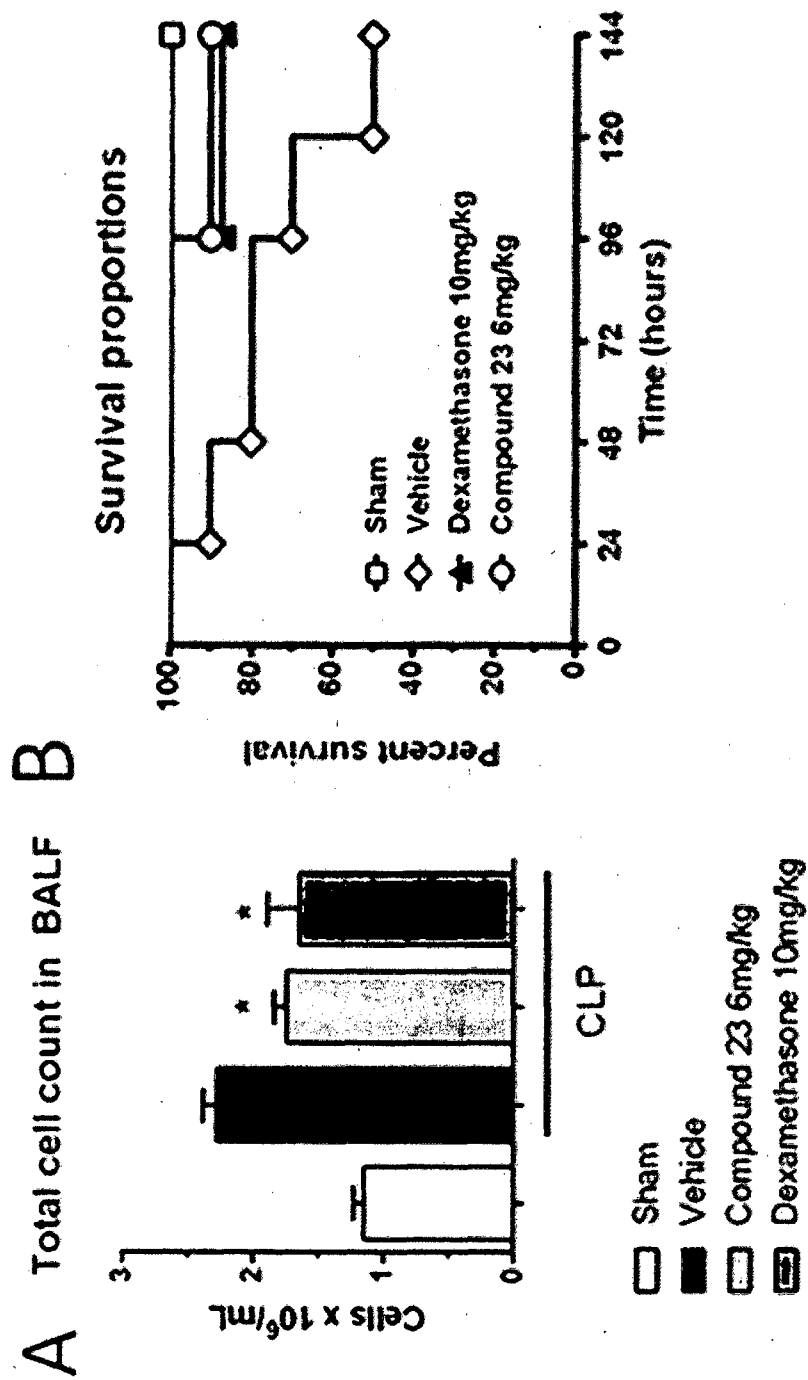 A
Total cell count in BALF
Cells x 10⁶/mL
3
2
1
0
*
*
CLP
Sham
Vehicle
Compound 23 6mg/kg
Dexamethasone 10mg/kg
B
Survival proportions
Percent survival
100
80
60
40
20
0
Sham
Vehicle
Dexamethasone 10mg/kg
Compound 23 6mg/kg
0 24 48 72 96 120 144
Time (hours)